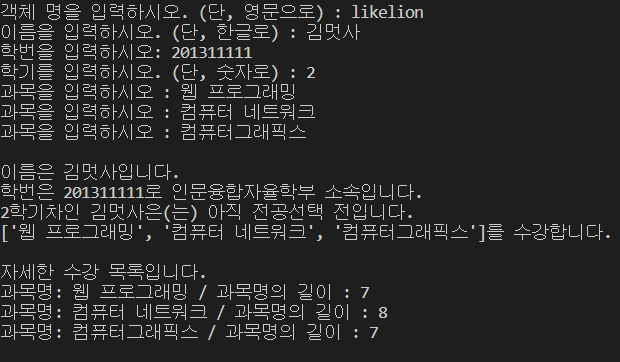 객체 명을 입력하시오. (단, 영문으로) : likelion
이름을 입력하시오. (단, 한글로) : 김멋사
학번을 입력하시오: 201311111
학기를 입력하시오. (단, 숫자로) : 2
과목을 입력하시오 : 웹 프로그래밍
과목을 입력하시오 : 컴퓨터 네트워크
과목을 입력하시오 : 컴퓨터그래픽스
이름은 김멋사입니다.
학번은 201311111로 인문융합자율학부 소속입니다.
2학기차인 김멋사은(는) 아직 전공선택 전입니다.
['웹 프로그래밍', '컴퓨터 네트워크', '컴퓨터그래픽스']를 수강합니다.
자세한 수강 목록입니다.
과목명: 웹 프로그래밍 / 과목명의 길이 : 7
과목명: 컴퓨터 네트워크 / 과목명의 길이 : 8
과목명: 컴퓨터그래픽스 / 과목명의 길이 : 7